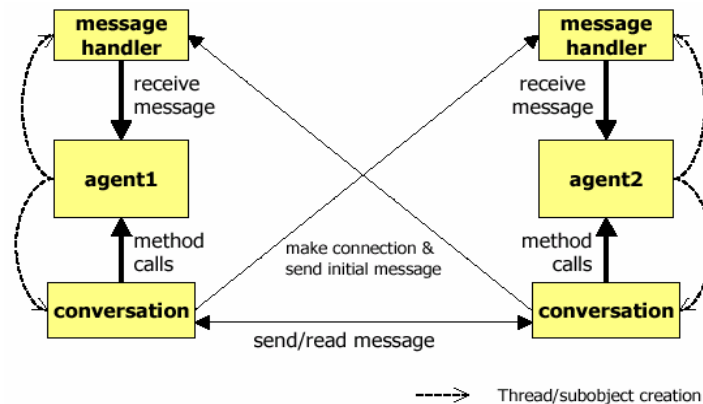 message
handler
message
handler
receive
message
receive
message
agent1
agent2
method
calls
make connection &
send initial message
method
calls
conversation
conversation
send/read message
Thread/subobject creation